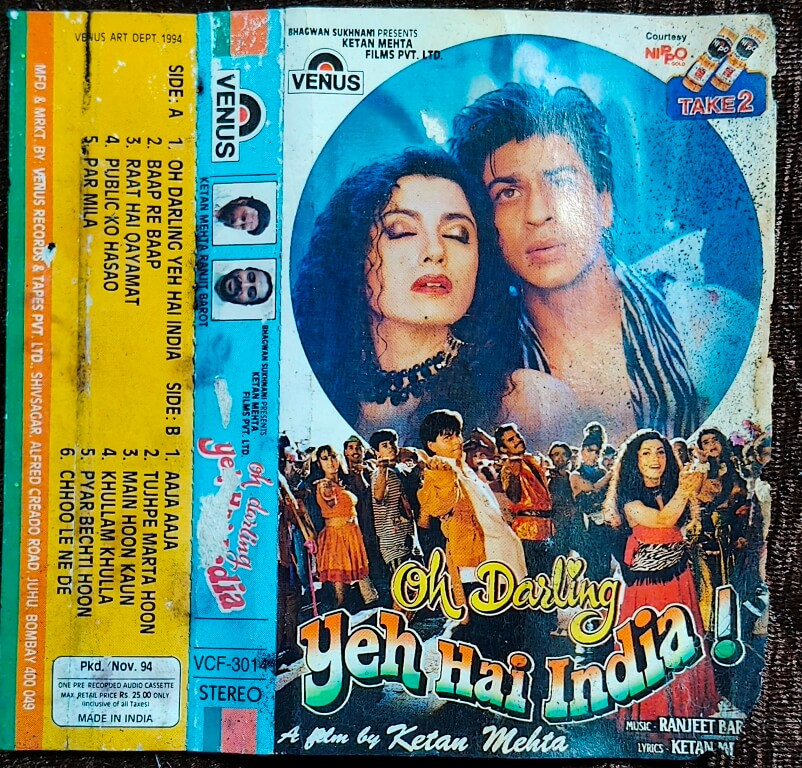 VENUS ART DEPT. 1994
SIDE: A
1. OH DARLING YEH HAI INDIA
2. BAAP RE BAAP
3. RAAT HAI QAYAMAT
4. PUBLIC KO HASAO
5. PAR MILA
SIDE: B
1. AAJA AAJA
2. TUJHPE MARTA HOON
3. MAIN HOON KAUN
4. KHULLAM KHULLA
5. PYAR BECHTI HOON
6. CHHOO LE NE DE
MFD. & MRKT. BY: VENUS RECORDS & TAPES PVT. LTD., SHIVSAGAR, ALFRED CREADO ROAD, JUHU, BOMBAY 400 049
Pkd. Nov. 94
ONE PRE-RECORDED AUDIO CASSETTE
MAX. RETAIL PRICE Rs. 25.00 ONLY
(inclusive of all Taxes)
MADE IN INDIA
VENUS
KETAN MEHTA RANJIT BAROT
BHAGWAN SUKHNANI PRESENTS
KETAN MEHTA
FILMS PVT. LTD.
oh darling
VCF-3014
STEREO
BHAGWAN SUKHNANI PRESENTS
KETAN MEHTA
FILMS PVT. LTD.
VENUS
Courtesy
NIPPO
GOLD
TAKE 2
Oh Darling
Yeh Hai India!
A film by Ketan Mehta
MUSIC - RANJEET
LYRICS - KETAN